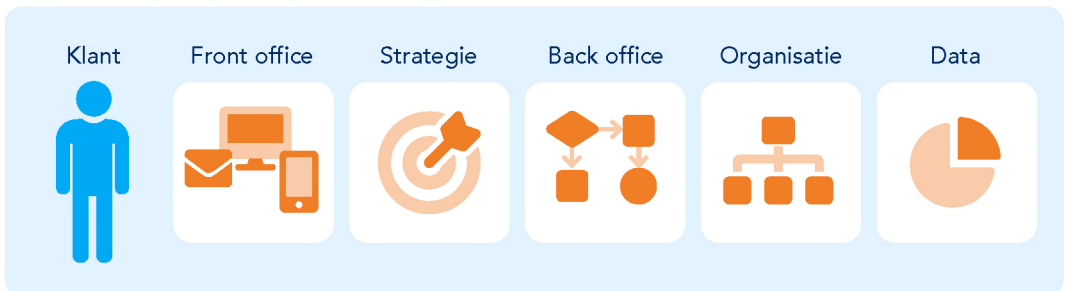 Klant
Front office
Strategie
Back office
Organisatie
Data